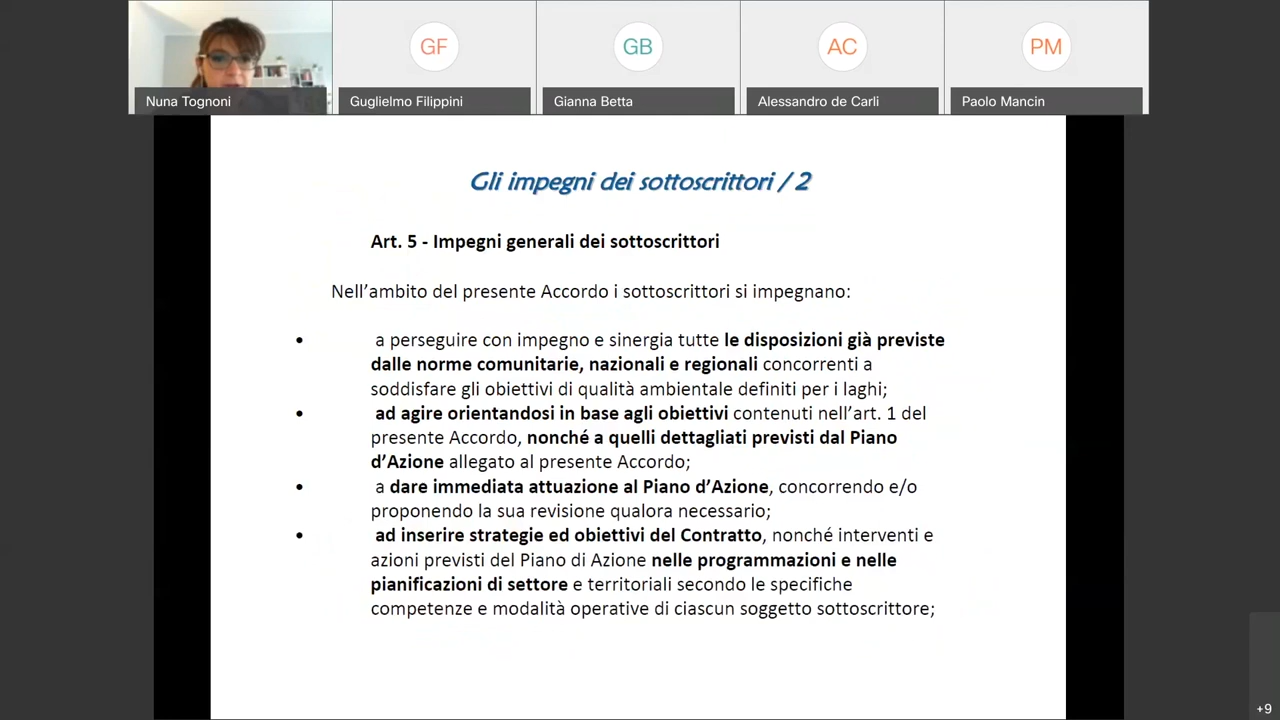 GF
GB
AC
PM
Nuna Tognoni
Guglielmo Filippini
Gianna Betta
Alessandro de Carli
Paolo Mancin
Gli impegni dei sottoscrittori / 2
Art. 5 - Impegni generali dei sottoscrittori
Nell’ambito del presente Accordo i sottoscrittori si impegnano:
• a perseguire con impegno e sinergia tutte le disposizioni già previste
dalle norme comunitarie, nazionali e regionali concorrenti a
soddisfare gli obiettivi di qualità ambientale definiti per i laghi;
• ad agire orientandosi in base agli obiettivi contenuti nell’art. 1 del
presente Accordo, nonché a quelli dettagliati previsti dal Piano
d’Azione allegato al presente Accordo;
• a dare immediata attuazione al Piano d’Azione, concorrendo e/o
proponendo la sua revisione qualora necessario;
• ad inserire strategie ed obiettivi del Contratto, nonché interventi e
azioni previsti del Piano di Azione nelle programmazioni e nelle
pianificazioni di settore e territoriali secondo le specifiche
competenze e modalità operative di ciascun soggetto sottoscrittore;
+9